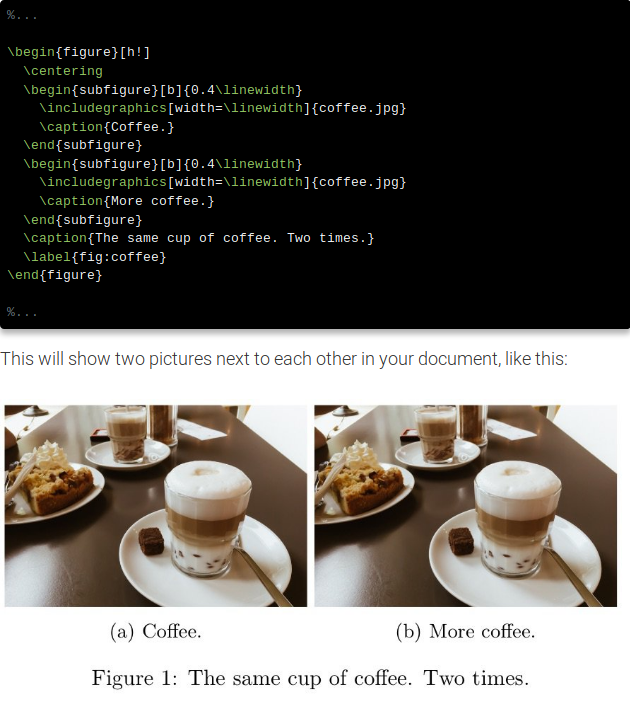 %...
\begin{figure}[h!]
  \centering
  \begin{subfigure}[b]{0.4\linewidth}
    \includegraphics[width=\linewidth]{coffee.jpg}
    \caption{Coffee.}
  \end{subfigure}
  \begin{subfigure}[b]{0.4\linewidth}
    \includegraphics[width=\linewidth]{coffee.jpg}
    \caption{More coffee.}
  \end{subfigure}
  \caption{The same cup of coffee. Two times.}
  \label{fig:coffee}
\end{figure}
%...
This will show two pictures next to each other in your document, like this:
(a) Coffee.
(b) More coffee.
Figure 1: The same cup of coffee. Two times.